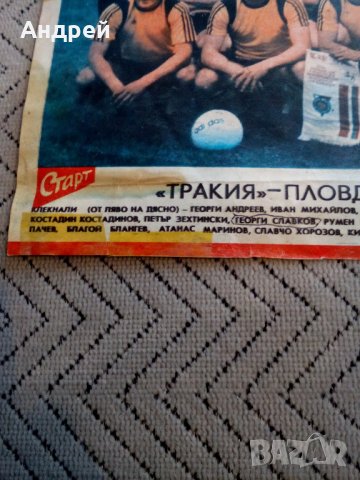 Андрей
adidas
Старт
«ТРАКИЯ»—ПЛОВД
КЛЕКНАЛИ (ОТ ЛЯВО НА ДЯСНО) – ГЕОРГИ АНДРЕЕВ, ИВАН МИХАЙЛОВ,
КОСТАДИН КОСТАДИНОВ, ПЕТЪР ЗЕХТИНСКИ, ГЕОРГИ СЛАВКОВ, РУМЕН
ПАЧЕВ, БЛАГОЙ БЛАНГЕВ, АТАНАС МАРИНОВ, СЛАВЧО ХОРОЗОВ, КИ
BAZAR